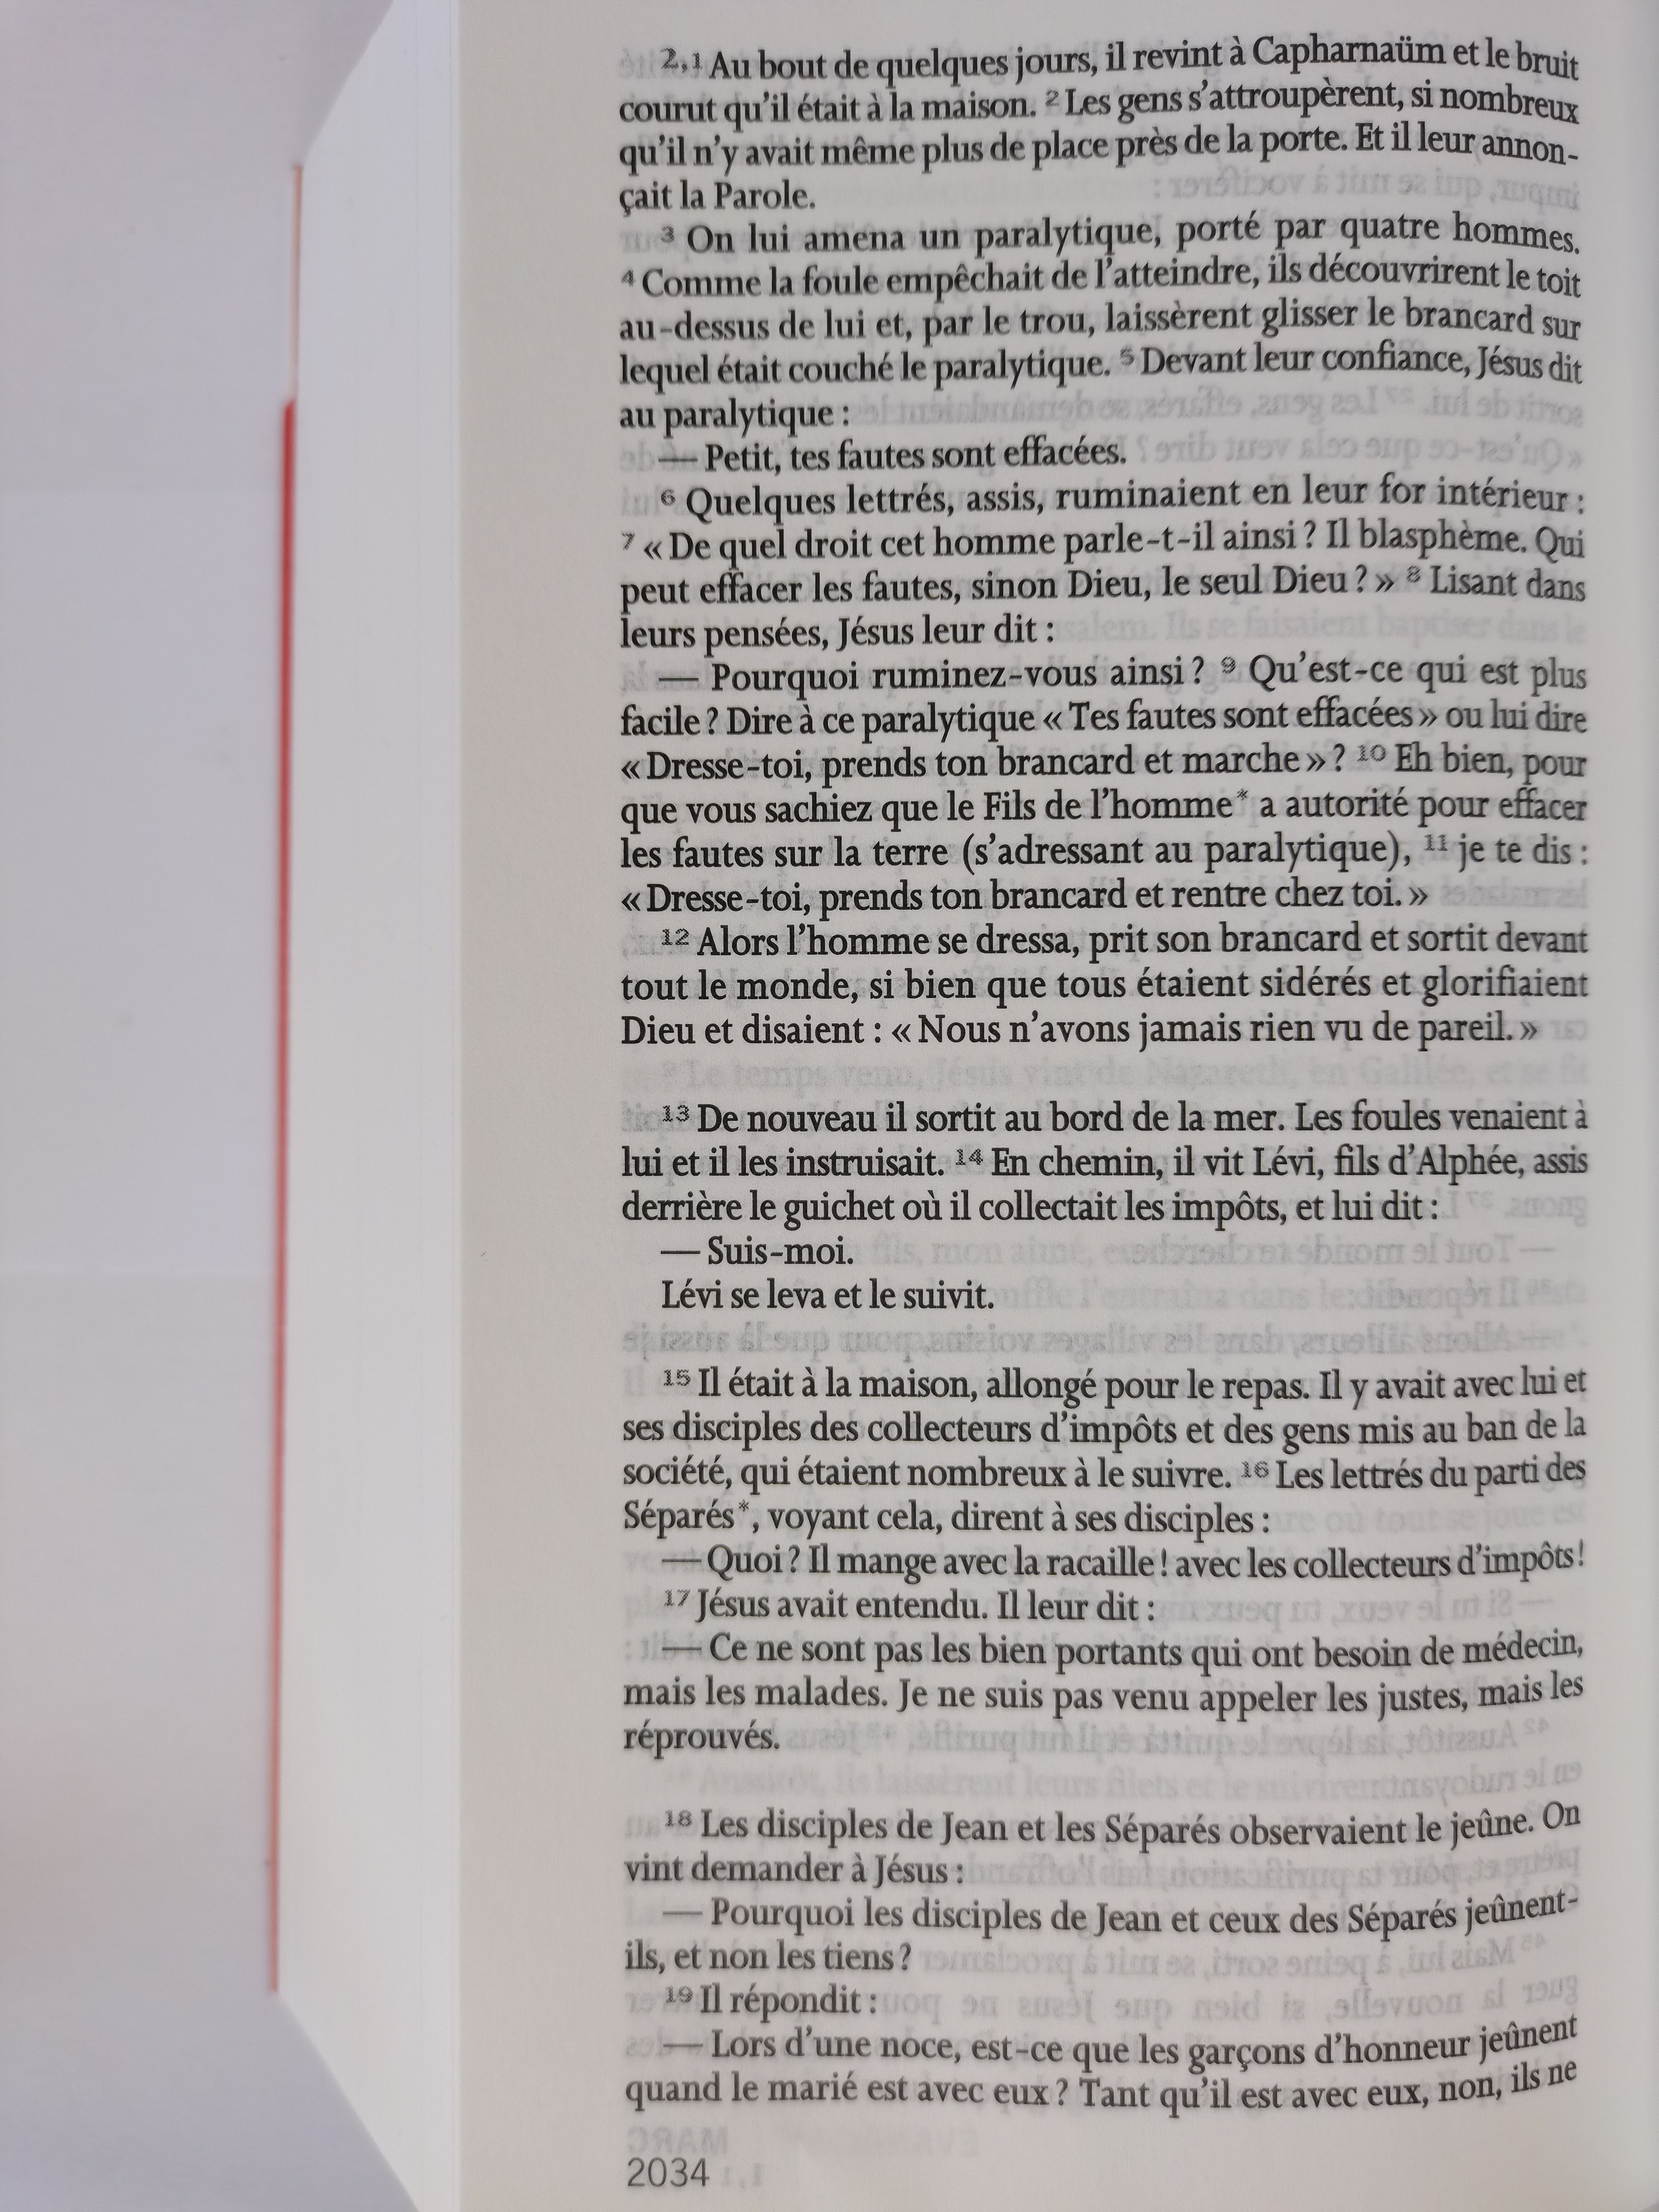 2,1 Au bout de quelques jours, il revint à Capharnaüm et le bruit
courut qu'il était à la maison. 2 Les gens s'attroupèrent, si nombreux
qu'il n'y avait même plus de place près de la porte. Et il leur annon-
çait la Parole.
3 On lui amena un paralytique, porté par quatre hommes.
4 Comme la foule empêchait de l'atteindre, ils découvrirent le toit
au-dessus de lui et, par le trou, laissèrent glisser le brancard sur
lequel était couché le paralytique. 5 Devant leur confiance, Jésus dit
au paralytique :
— Petit, tes fautes sont effacées.
6 Quelques lettrés, assis, ruminaient en leur for intérieur :
7 « De quel droit cet homme parle-t-il ainsi ? Il blasphème. Qui
peut effacer les fautes, sinon Dieu, le seul Dieu ? » 8 Lisant dans
leurs pensées, Jésus leur dit :
— Pourquoi ruminez-vous ainsi ? 9 Qu'est-ce qui est plus
facile ? Dire à ce paralytique « Tes fautes sont effacées » ou lui dire
« Dresse-toi, prends ton brancard et marche » ? 10 Eh bien, pour
que vous sachiez que le Fils de l'homme* a autorité pour effacer
les fautes sur la terre (s'adressant au paralytique), 11 je te dis :
« Dresse-toi, prends ton brancard et rentre chez toi. »
12 Alors l'homme se dressa, prit son brancard et sortit devant
tout le monde, si bien que tous étaient sidérés et glorifiaient
Dieu et disaient : « Nous n'avons jamais rien vu de pareil. »
13 De nouveau il sortit au bord de la mer. Les foules venaient à
lui et il les instruisait. 14 En chemin, il vit Lévi, fils d'Alphée, assis
derrière le guichet où il collectait les impôts, et lui dit :
— Suis-moi.
Lévi se leva et le suivit.
15 Il était à la maison, allongé pour le repas. Il y avait avec lui et
ses disciples des collecteurs d'impôts et des gens mis au ban de la
société, qui étaient nombreux à le suivre. 16 Les lettrés du parti des
Séparés*, voyant cela, dirent à ses disciples :
— Quoi ? Il mange avec la racaille ! avec les collecteurs d'impôts !
17 Jésus avait entendu. Il leur dit :
— Ce ne sont pas les bien portants qui ont besoin de médecin,
mais les malades. Je ne suis pas venu appeler les justes, mais les
réprouvés.
18 Les disciples de Jean et les Séparés observaient le jeûne. On
vint demander à Jésus :
— Pourquoi les disciples de Jean et ceux des Séparés jeûnent-
ils, et non les tiens ?
19 Il répondit :
— Lors d'une noce, est-ce que les garçons d'honneur jeûnent
quand le marié est avec eux ? Tant qu'il est avec eux, non, ils ne
2034